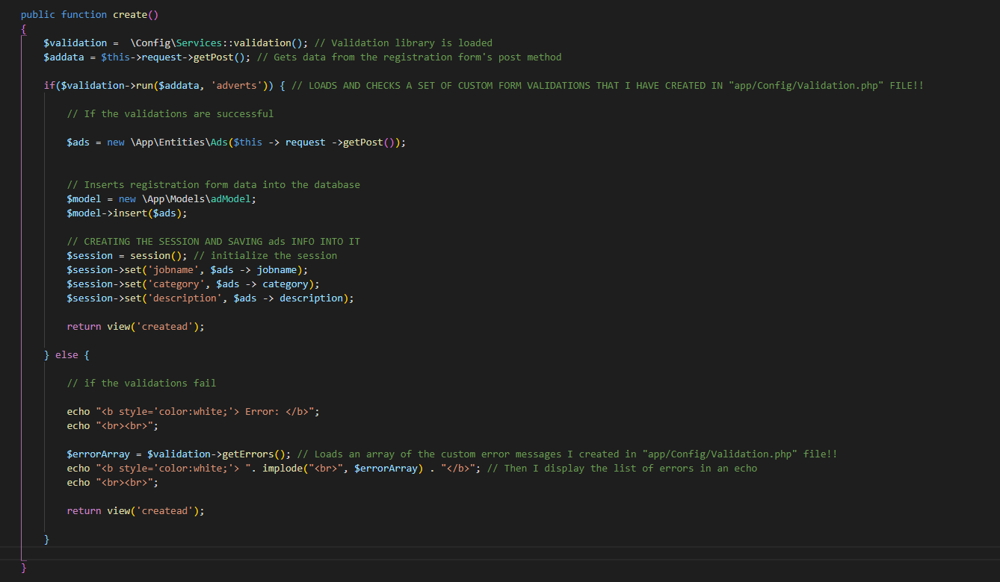 public function create()
{
$validation =  \Config\Services::validation(); // Validation library is loaded
$addata = $this->request->getPost(); // Gets data from the registration form's post method
if($validation->run($addata, 'adverts')) { // LOADS AND CHECKS A SET OF CUSTOM FORM VALIDATIONS THAT I HAVE CREATED IN "app/Config/Validation.php" FILE!!
// If the validations are successful
$ads = new \App\Entities\Ads($this -> request ->getPost());
// Inserts registration form data into the database
$model = new \App\Models\adModel;
$model->insert($ads);
// CREATING THE SESSION AND SAVING ads INFO INTO IT
$session = session(); // initialize the session
$session->set('jobname', $ads -> jobname);
$session->set('category', $ads -> category);
$session->set('description', $ads -> description);
return view('createad');
} else {
// if the validations fail
echo "<b style='color:white;'> Error: </b>";
echo "<br><br>";
$errorArray = $validation->getErrors(); // Loads an array of the custom error messages I created in "app/Config/Validation.php" file!!
echo "<b style='color:white;'> ". implode("<br>", $errorArray) . "</b>"; // Then I display the list of errors in an echo
echo "<br><br>";
return view('createad');
}
}